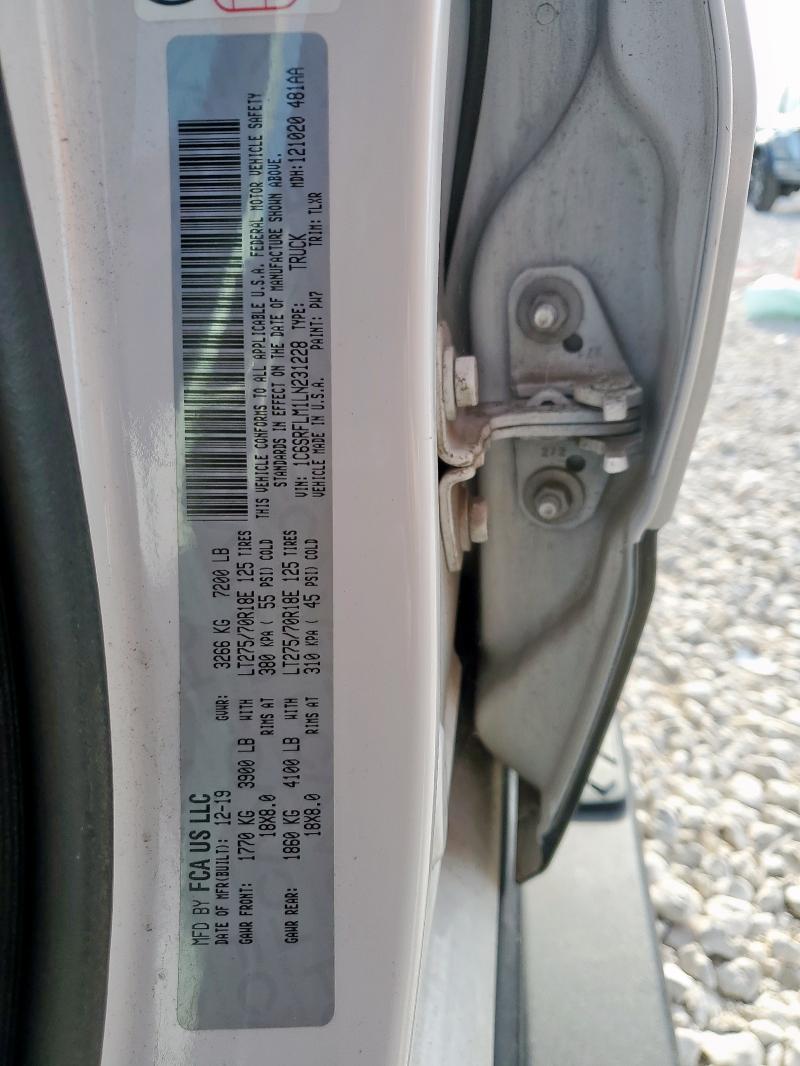 MFD BY FCA US LLC
DATE OF MFR(BUILT): 12-19 GVWR: 3266 KG 7200 LB
GAWR FRONT: 1770 KG 3900 LB WITH LT275/70R18E 125 TIRES
18X8.0 RIMS AT 380 KPA ( 55 PSI) COLD
GAWR REAR: 1860 KG 4100 LB WITH LT275/70R18E 125 TIRES
18X8.0 RIMS AT 310 KPA ( 45 PSI) COLD
THIS VEHICLE CONFORMS TO ALL APPLICABLE U.S.A. FEDERAL MOTOR VEHICLE SAFETY
STANDARDS IN EFFECT ON THE DATE OF MANUFACTURE SHOWN ABOVE.
VIN: 1C6SRFLM1LN231228 TYPE: TRUCK MDH:121020 481AA
VEHICLE MADE IN U.S.A. PAINT: PW7 TRIM: TLXR
272